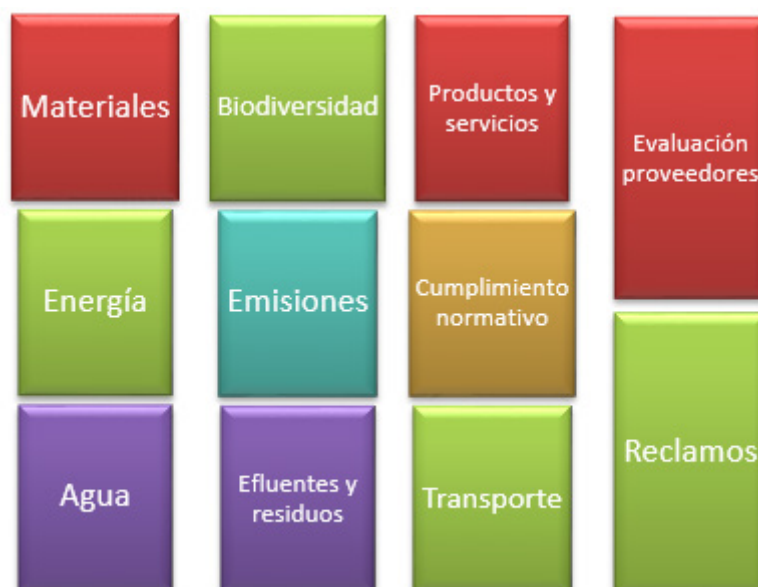 Materiales
Energía
Agua
Biodiversidad
Emisiones
Efluentes y
residuos
Productos y
servicios
Cumplimiento
normativo
Transporte
Evaluación
proveedores
Reclamos